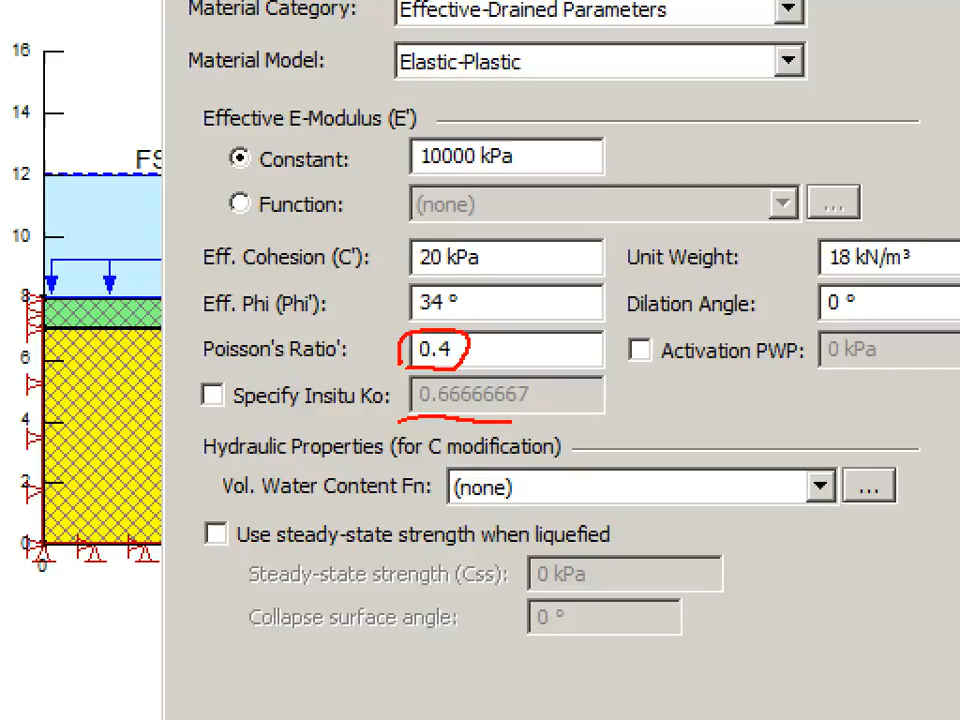 Material Category: Effective-Drained Parameters
16
Material Model: Elastic-Plastic
14
Effective E-Modulus (E')
12
FS
Constant: 10000 kPa
Function: (none) ...
10
Eff. Cohesion (C'): 20 kPa Unit Weight: 18 kN/m³
8
Eff. Phi (Phi'): 34 ° Dilation Angle: 0 °
6
Poisson's Ratio': 0.4 Activation PWP: 0 kPa
Specify Insitu Ko: 0.66666667
4
Hydraulic Properties (for C modification)
2
Vol. Water Content Fn: (none) ...
0
Use steady-state strength when liquefied
0
Steady-state strength (Css): 0 kPa
Collapse surface angle: 0 °